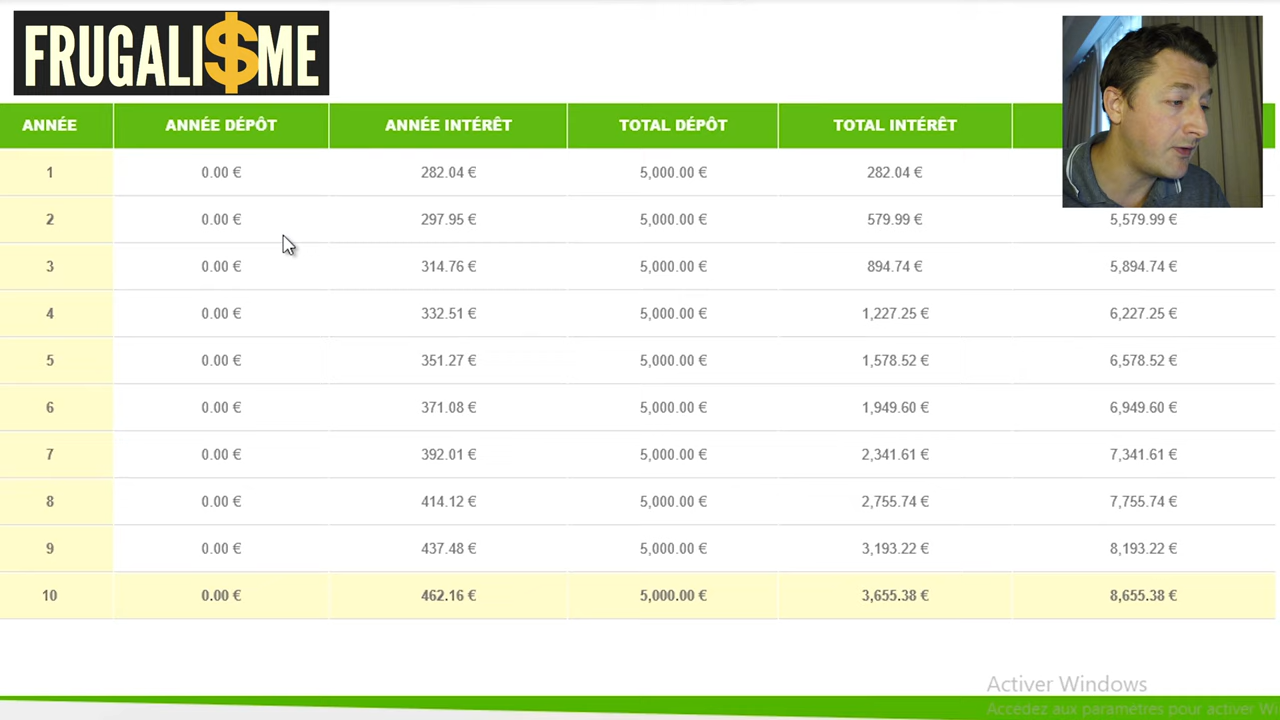 FRUGALI$ME
ANNÉE ANNÉE DÉPÔT ANNÉE INTÉRÊT TOTAL DÉPÔT TOTAL INTÉRÊT
1 0.00 € 282.04 € 5,000.00 € 282.04 €
2 0.00 € 297.95 € 5,000.00 € 579.99 € 5,579.99 €
3 0.00 € 314.76 € 5,000.00 € 894.74 € 5,894.74 €
4 0.00 € 332.51 € 5,000.00 € 1,227.25 € 6,227.25 €
5 0.00 € 351.27 € 5,000.00 € 1,578.52 € 6,578.52 €
6 0.00 € 371.08 € 5,000.00 € 1,949.60 € 6,949.60 €
7 0.00 € 392.01 € 5,000.00 € 2,341.61 € 7,341.61 €
8 0.00 € 414.12 € 5,000.00 € 2,755.74 € 7,755.74 €
9 0.00 € 437.48 € 5,000.00 € 3,193.22 € 8,193.22 €
10 0.00 € 462.16 € 5,000.00 € 3,655.38 € 8,655.38 €
Activer Windows
Accédez aux paramètres pour activer